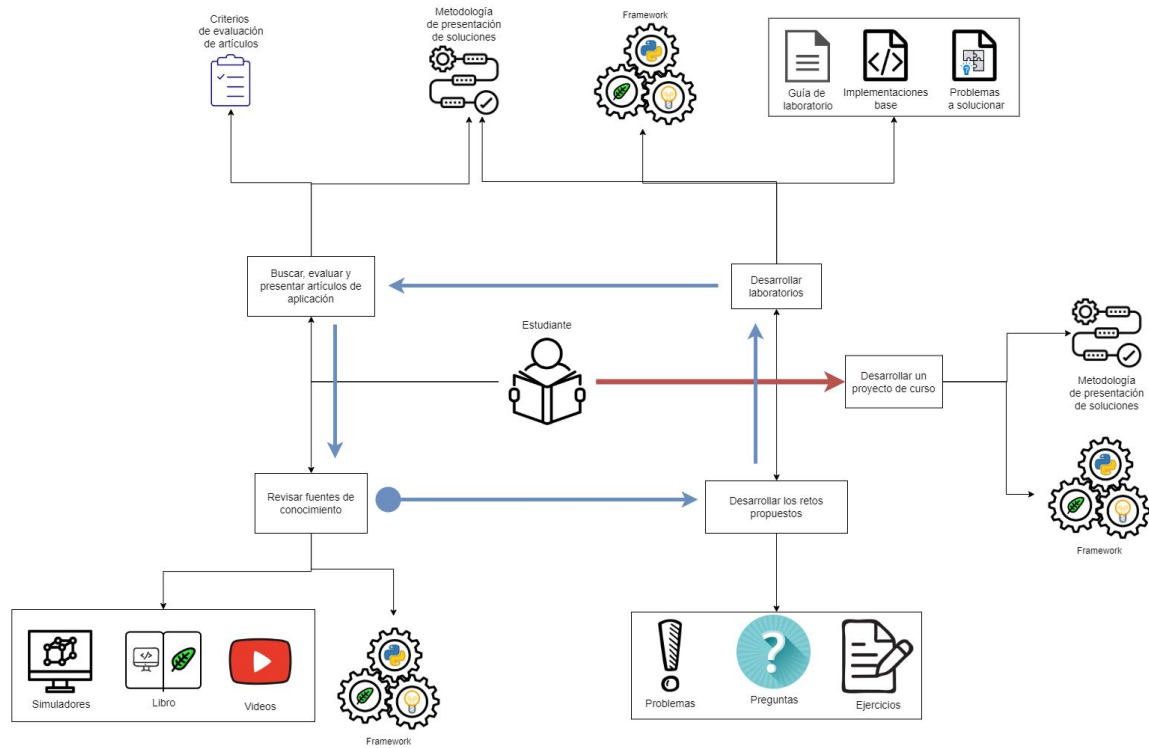 Criterios
de evaluación
de artículos
Metodología
de presentación
de soluciones
Framework
Guía de
laboratorio
Implementaciones
base
Problemas
a solucionar
Buscar, evaluar y
presentar artículos de
aplicación
Desarrollar
laboratorios
Estudiante
Desarrollar un
proyecto de curso
Metodología
de presentación
de soluciones
Revisar fuentes de
conocimiento
Desarrollar los retos
propuestos
Framework
Simuladores
Libro
Videos
Framework
Problemas
Preguntas
Ejercicios